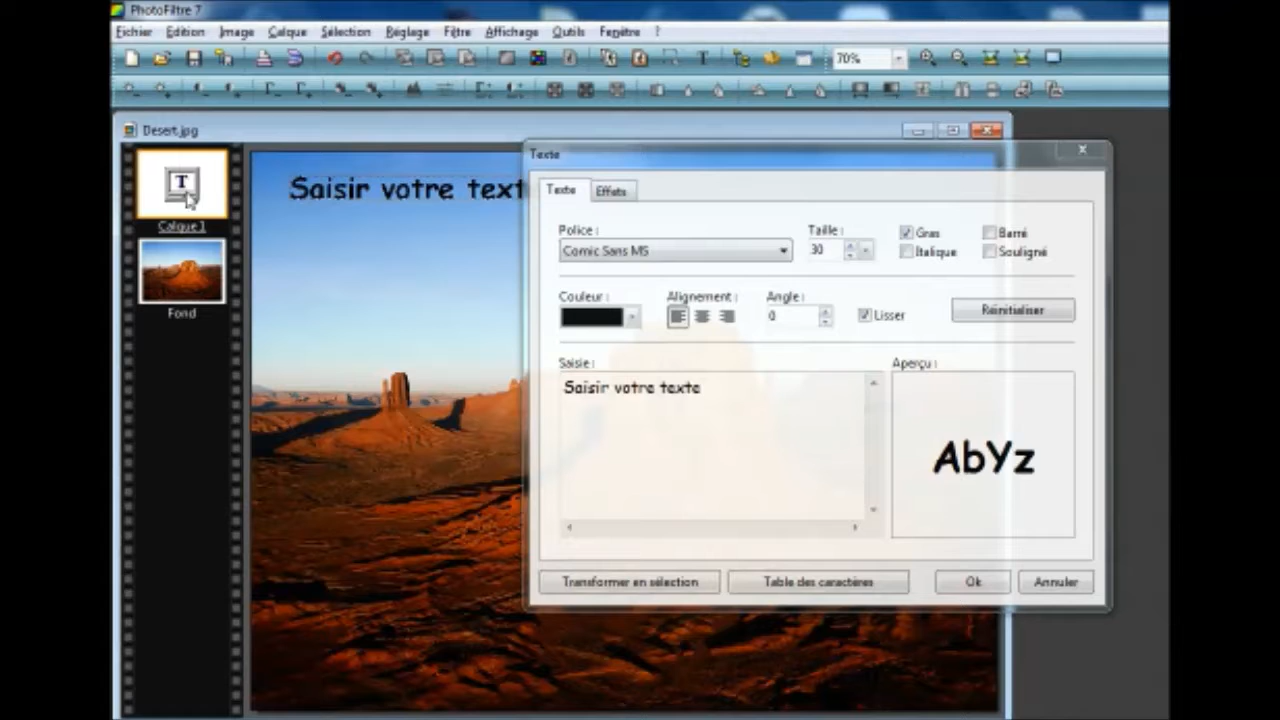 PhotoFiltre 7
Fichier Edition Image Calque Sélection Réglage Filtre Affichage Outils Fenêtre ?
T 70%
Desert.jpg
T
Calque 1
Fond
Saisir votre text
Texte
Texte Effets
Police :
Comic Sans MS
Taille :
30
Gras
Barré
Italique
Souligné
Couleur :
Alignement :
Angle :
0
Lisser
Réinitialiser
Saisie :
Saisir votre texte
Aperçu :
AbYz
Transformer en sélection Table des caractères Ok Annuler